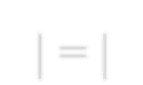 | = |